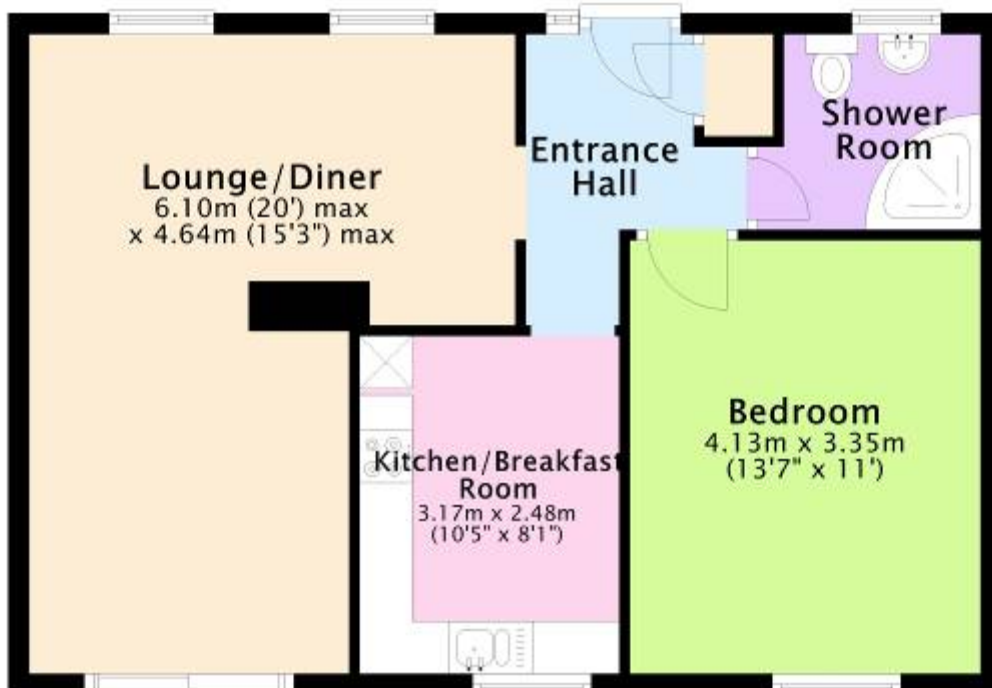 Lounge/Diner
6.10m (20') max
x 4.64m (15'3") max
Entrance
Hall
Shower
Room
Kitchen/Breakfast
Room
3.17m x 2.48m
(10'5" x 8'1")
Bedroom
4.13m x 3.35m
(13'7" x 11')